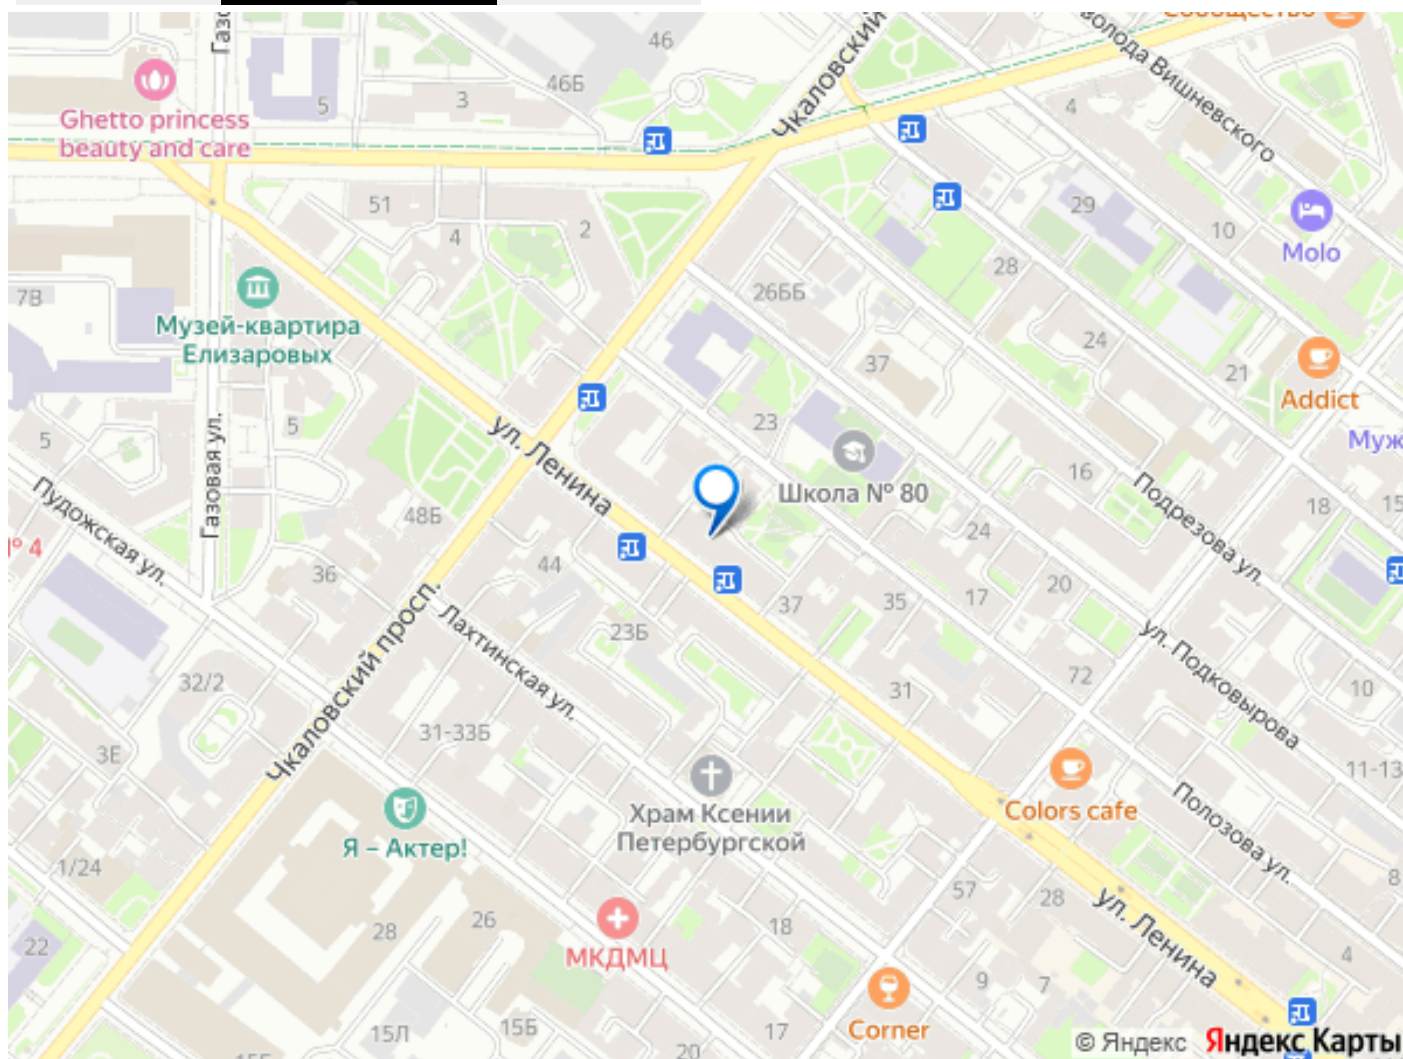 Газо
Чкаловский
46
46Б
3
5
Ghetto princess
beauty and care
4
Вишневского
51
2
4
29
10
Molo
7В
Музей-квартира
Елизаровых
28
26ББ
24
37
21
Addict
Муж
23
5
5
Газовая ул.
ул. Ленина
Школа № 80
16
Подрезова ул.
18
15
Пудожская ул.
№ 4
48Б
24
36
44
37
35
17
20
Чкаловский просп.
Лахтинская ул.
23Б
ул. Подковырова
32/2
31
72
10
3Е
31-33Б
11-13
Храм Ксении
Петербургской
Colors cafe
Полозова ул.
Я – Актер!
1/24
8
57
28
ул. Ленина
28
26
18
МКДМЦ
22
4
9
7
Corner
15Л
15Б
17
20
© Яндекс Яндекс Карты